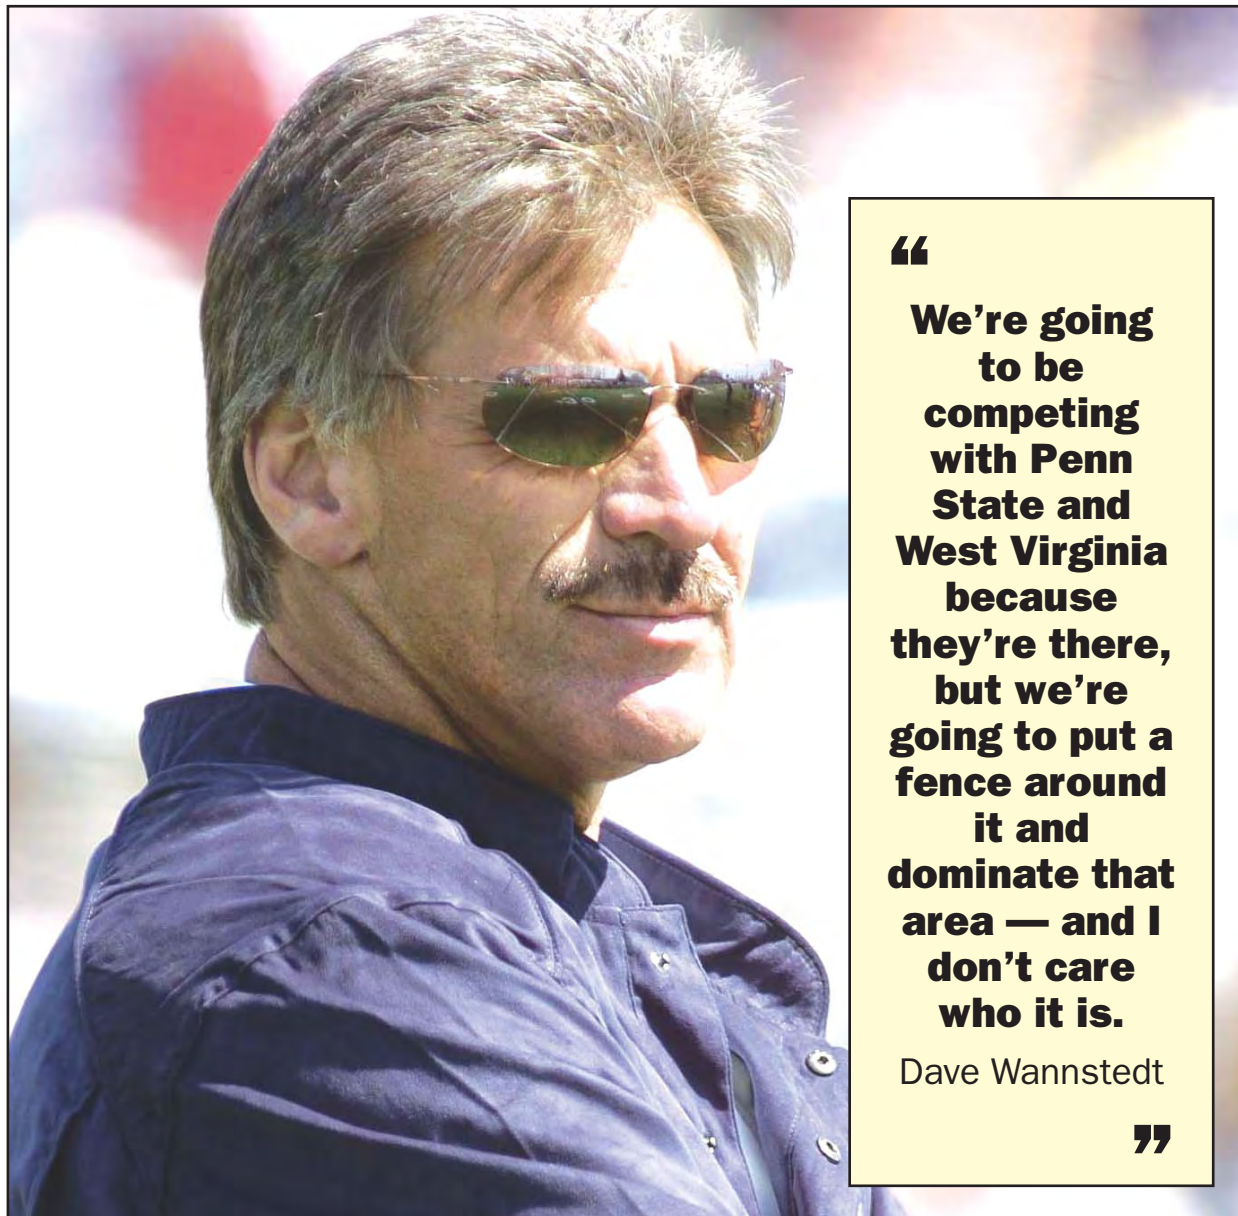 “
We’re going
to be
competing
with Penn
State and
West Virginia
because
they’re there,
but we’re
going to put a
fence around
it and
dominate that
area — and I
don’t care
who it is.
Dave Wannstedt
”